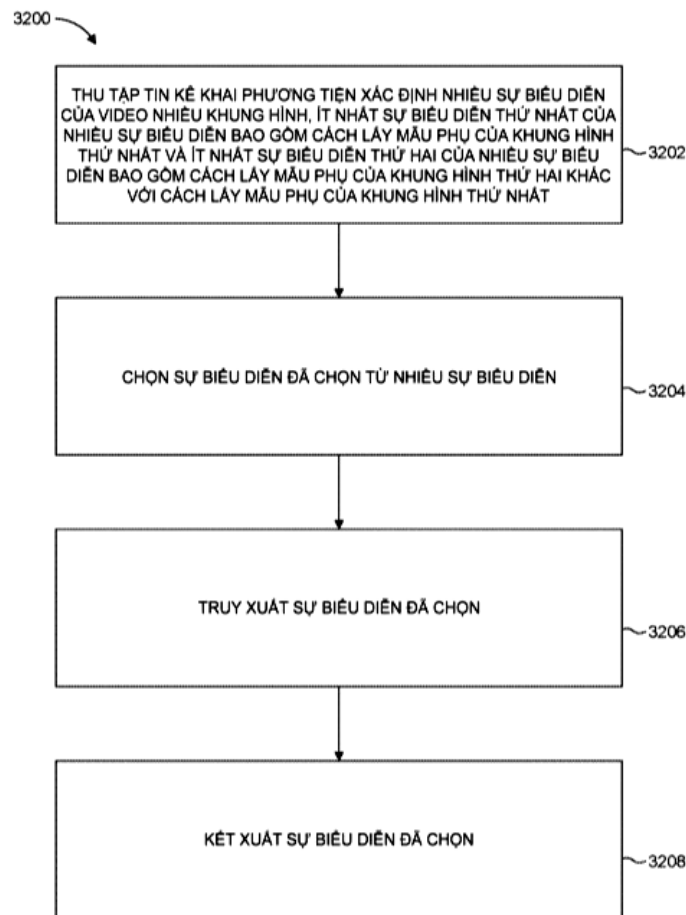 3200
THU TẬP TIN KÊ KHAI PHƯƠNG TIỆN XÁC ĐỊNH NHIỀU SỰ BIỂU DIỄN
CỦA VIDEO NHIỀU KHUNG HÌNH, ÍT NHẤT SỰ BIỂU DIỄN THỨ NHẤT CỦA
NHIỀU SỰ BIỂU DIỄN BAO GỒM CÁCH LẤY MẪU PHỤ CỦA KHUNG HÌNH
THỨ NHẤT VÀ ÍT NHẤT SỰ BIỂU DIỄN THỨ HAI CỦA NHIỀU SỰ BIỂU
DIỄN BAO GỒM CÁCH LẤY MẪU PHỤ CỦA KHUNG HÌNH THỨ HAI KHÁC
VỚI CÁCH LẤY MẪU PHỤ CỦA KHUNG HÌNH THỨ NHẤT
3202
CHỌN SỰ BIỂU DIỄN ĐÃ CHỌN TỪ NHIỀU SỰ BIỂU DIỄN
3204
TRUY XUẤT SỰ BIỂU DIỄN ĐÃ CHỌN
3206
KẾT XUẤT SỰ BIỂU DIỄN ĐÃ CHỌN
3208